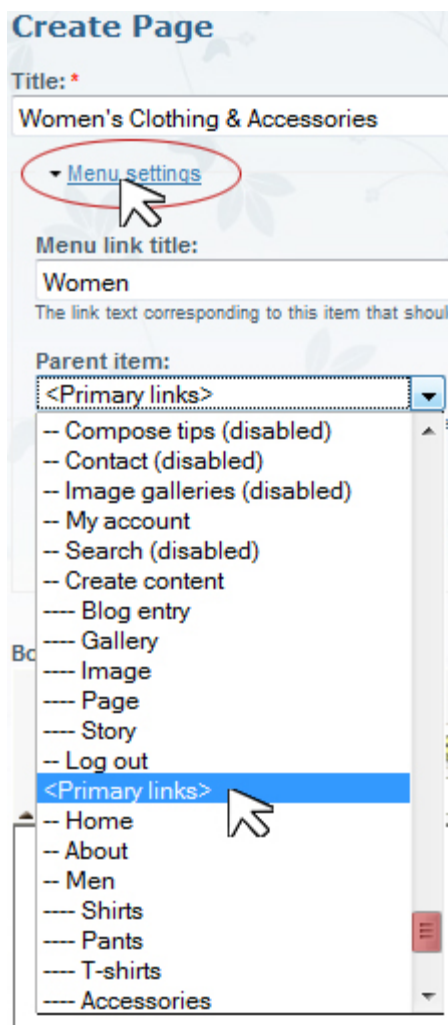 Create Page
Title: *
Women's Clothing & Accessories
Menu settings
Menu link title:
Women
The link text corresponding to this item that shoul
Parent item:
<Primary links>
-- Compose tips (disabled)
-- Contact (disabled)
-- Image galleries (disabled)
-- My account
-- Search (disabled)
-- Create content
---- Blog entry
---- Gallery
Bo
---- Image
---- Page
---- Story
-- Log out
<Primary links>
-- Home
-- About
-- Men
---- Shirts
---- Pants
---- T-shirts
---- Accessories